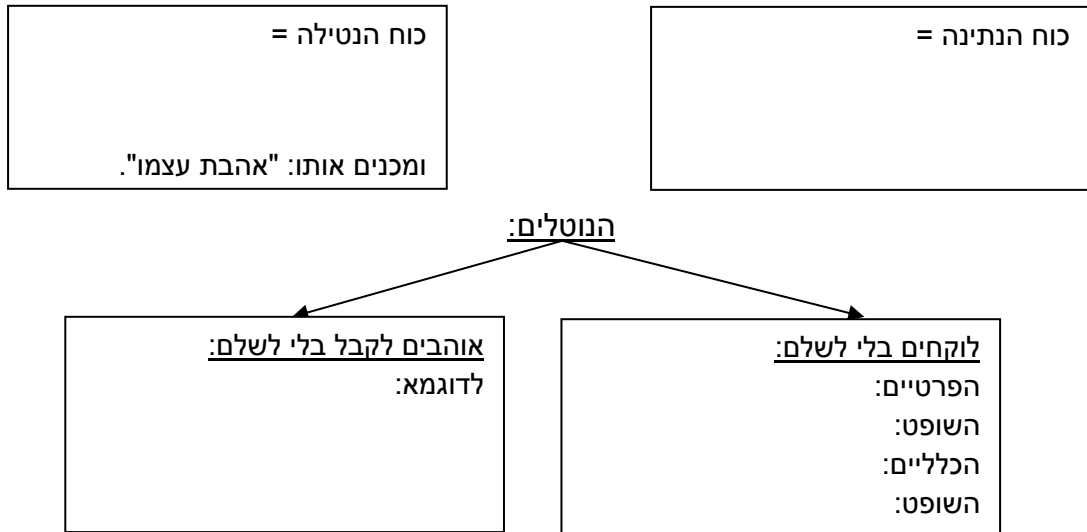 כוח הנתינה =
כוח הנטילה =
ומכנים אותו: "אהבת עצמו".
הנוטלים:
לוקחים בלי לשלם:
הפרטיים:
השופט:
הכלליים:
השופט:
אוהבים לקבל בלי לשלם:
לדוגמא: